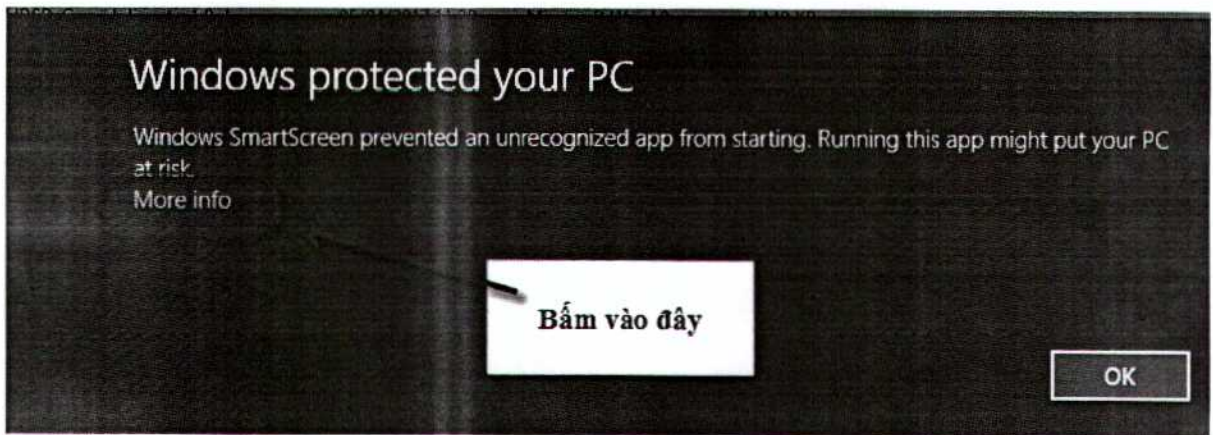 Windows protected your PC
Windows SmartScreen prevented an unrecognized app from starting. Running this app might put your PC
at risk.
More info
Bấm vào đây
OK